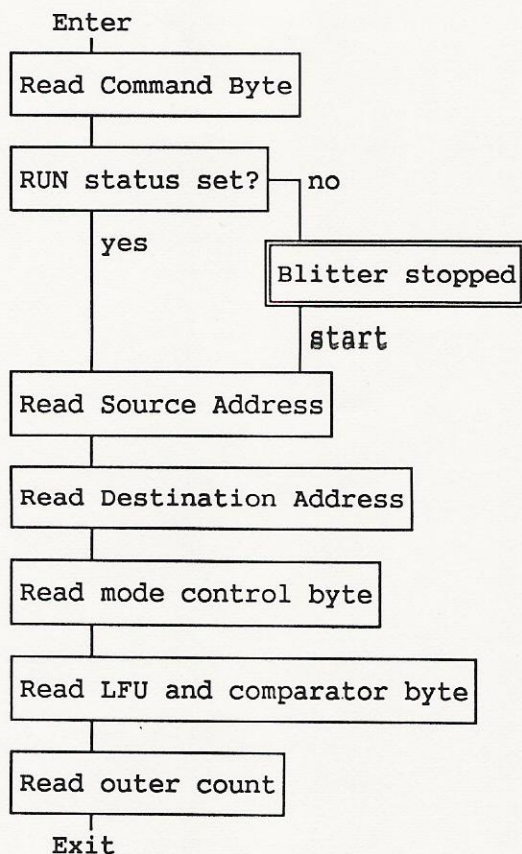 Enter
Read Command Byte
RUN status set?
no
yes
Blitter stopped
start
Read Source Address
Read Destination Address
Read mode control byte
Read LFU and comparator byte
Read outer count
Exit